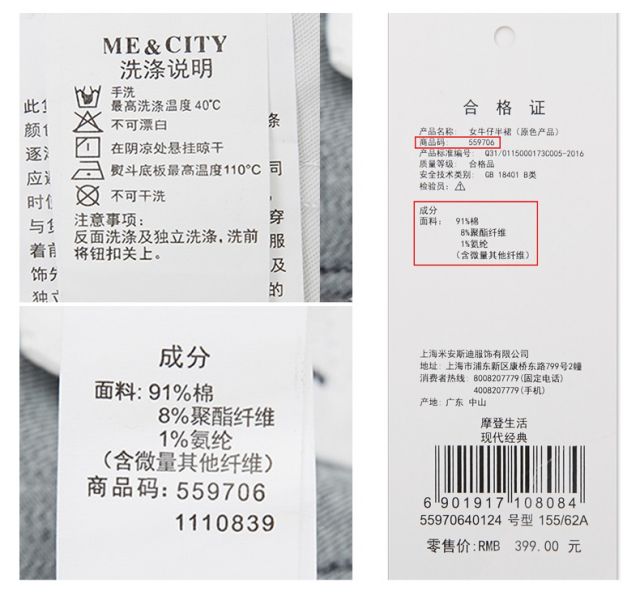 ME&CITY
洗涤说明
手洗
最高洗涤温度40℃
不可漂白
在阴凉处悬挂晾干
熨斗底板最高温度110℃
不可干洗
注意事项:
反面洗涤及独立洗涤,洗前
将钮扣关上。
成分
面料:91%棉
8%聚酯纤维
1%氨纶
(含微量其他纤维)
商品码:559706
1110839
合格证
产品名称: 女牛仔半裙(原色产品)
商品码: 559706
产品标准编号: Q31/0115000173C005-2016
质量等级: 合格品
安全技术类别: GB 18401 B类
检验员:
成分
面料: 91%棉
8%聚酯纤维
1%氨纶
(含微量其他纤维)
上海米安斯迪服饰有限公司
地址: 上海市浦东新区康桥东路799号2幢
消费者热线: 8008207779(固定电话)
4008207779(手机)
产地: 广东 中山
摩登生活
现代经典
6 901917 108084
55970640124 号型 155/62A
零售价:RMB 399.00 元